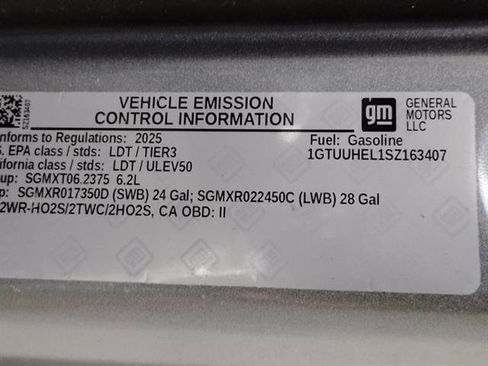 SZ163407
VEHICLE EMISSION
CONTROL INFORMATION
gm
GENERAL
MOTORS
LLC
nforms to Regulations: 2025
Fuel: Gasoline
S. EPA class / stds: LDT / TIER3
1GTUUHEL1SZ163407
lifornia class / stds: LDT / ULEV50
up: SGMXT06.2375 6.2L
p: SGMXR017350D (SWB) 24 Gal; SGMXR022450C (LWB) 28 Gal
2WR-HO2S/2TWC/2HO2S, CA OBD: II